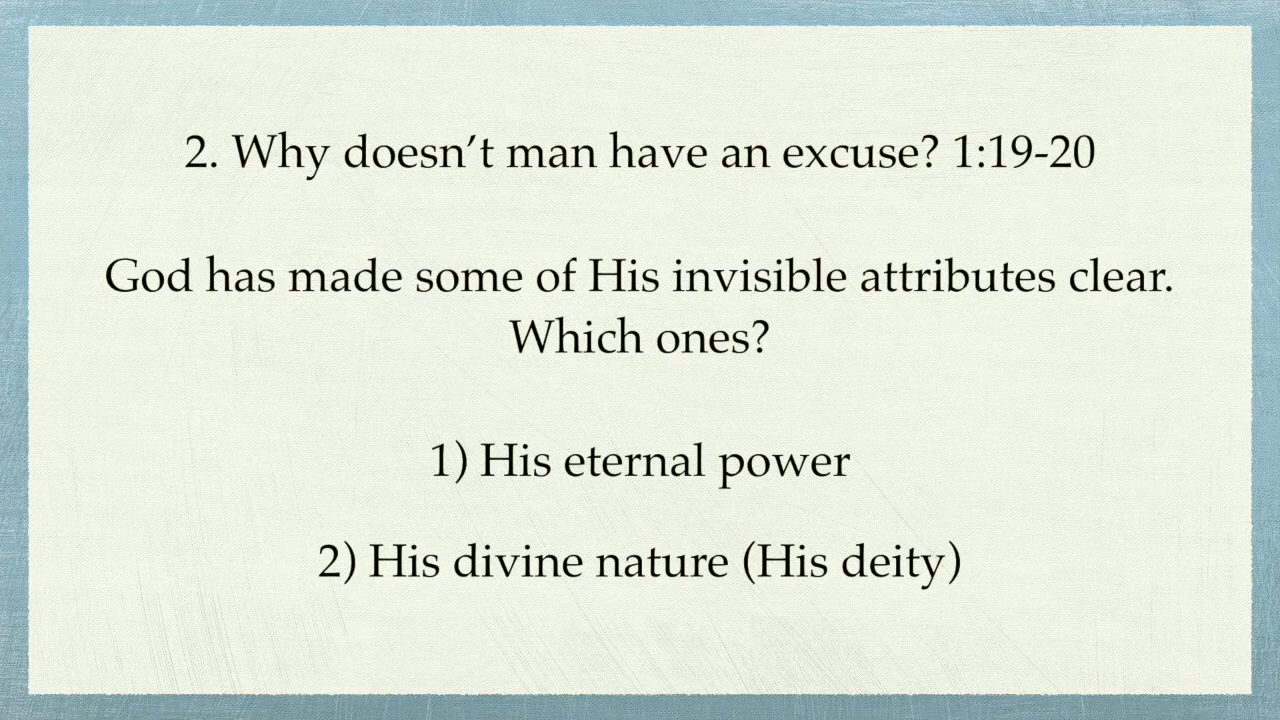 2. Why doesn’t man have an excuse? 1:19-20
God has made some of His invisible attributes clear.
Which ones?
1) His eternal power
2) His divine nature (His deity)